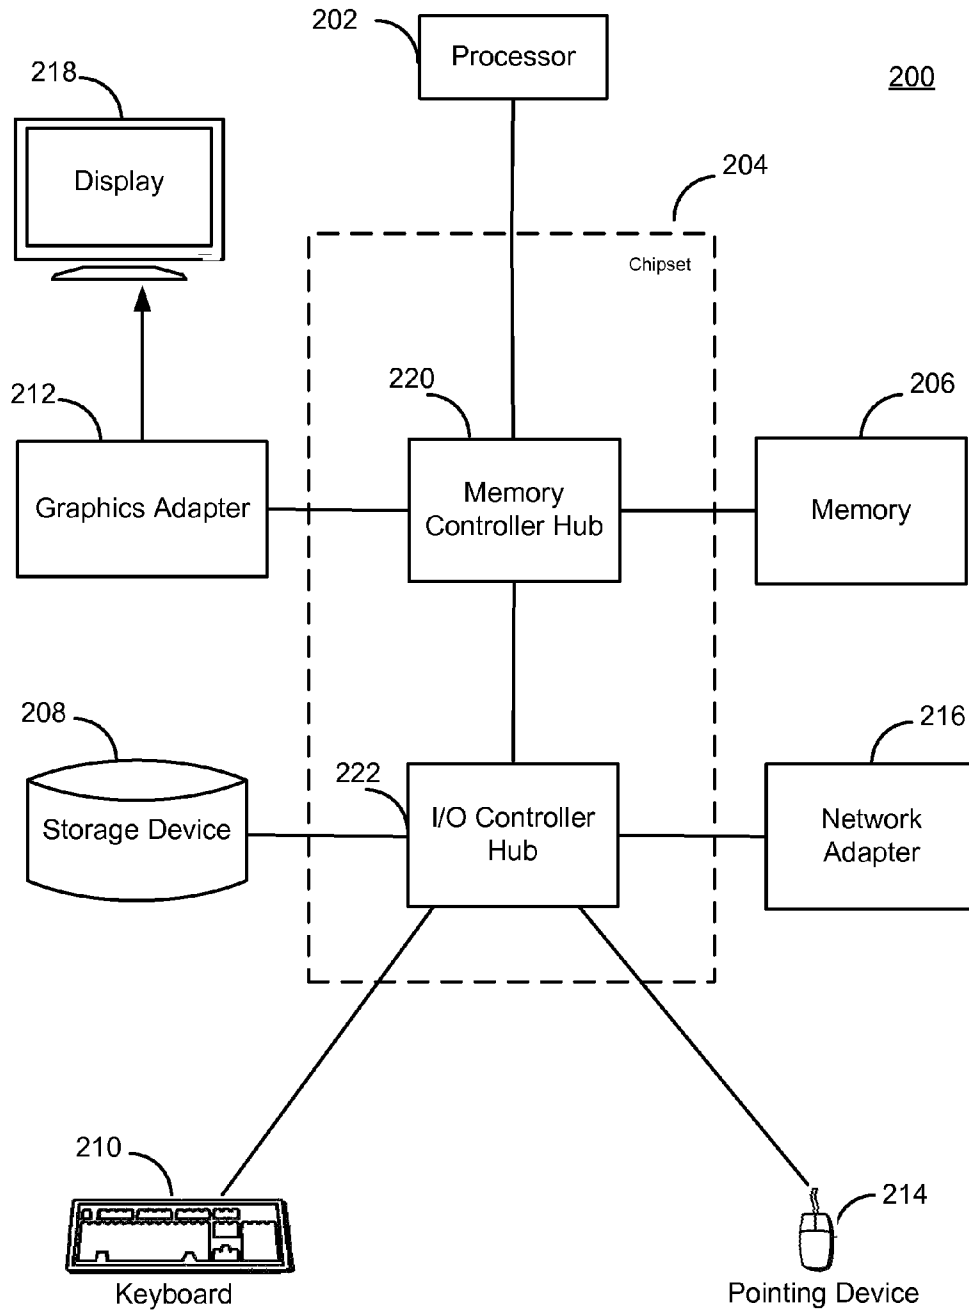 202
Processor
200
218
Display
204
Chipset
212
Graphics Adapter
220
Memory
Controller Hub
206
Memory
208
Storage Device
222
I/O Controller
Hub
216
Network
Adapter
210
Keyboard
214
Pointing Device